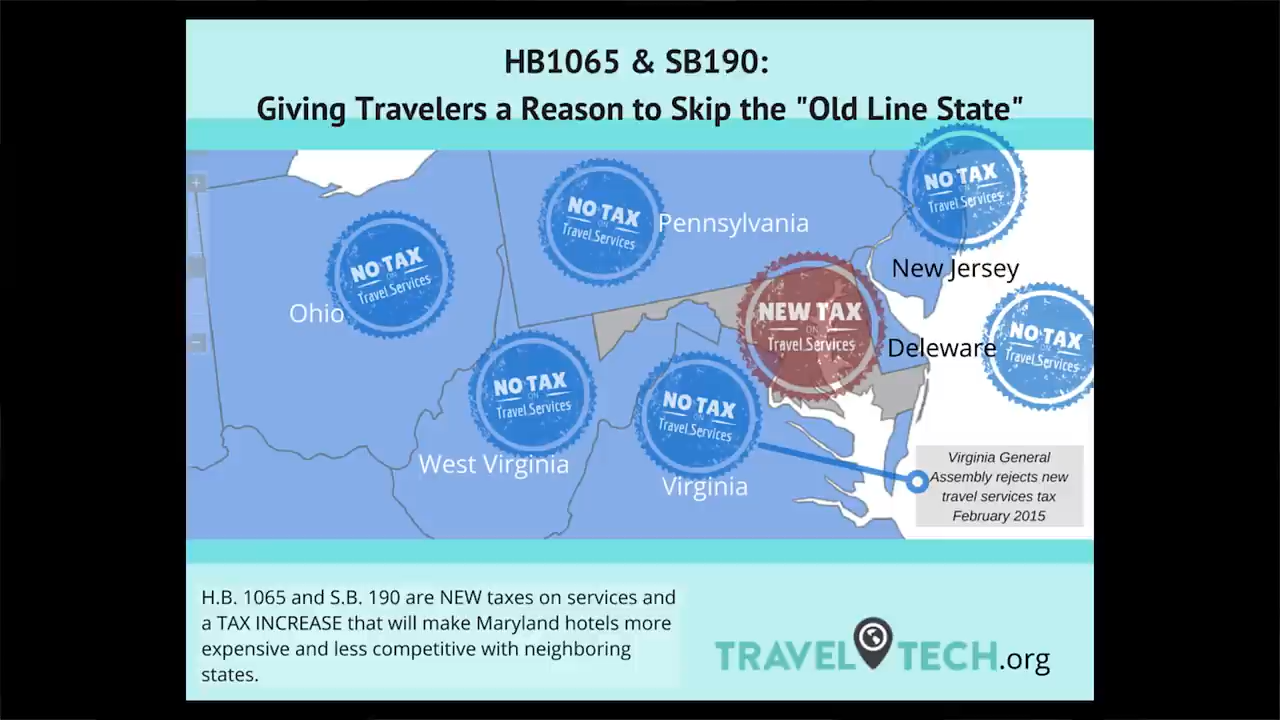 HB1065 & SB190:
Giving Travelers a Reason to Skip the "Old Line State"
NO TAX
ON
Travel Services
Pennsylvania
NO TAX
ON
Travel Services
New Jersey
NO TAX
ON
Travel Services
Ohio
NEW TAX
ON
Travel Services
Deleware
NO TAX
ON
Travel Services
NO TAX
ON
Travel Services
West Virginia
NO TAX
ON
Travel Services
Virginia
Virginia General
Assembly rejects new
travel services tax
February 2015
H.B. 1065 and S.B. 190 are NEW taxes on services and
a TAX INCREASE that will make Maryland hotels more
expensive and less competitive with neighboring
states.
TRAVEL TECH.org